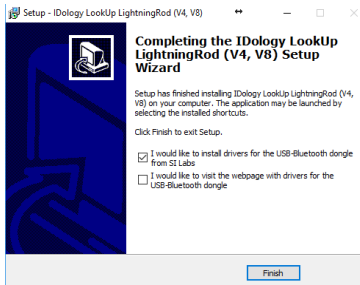 Setup - IDology LookUp LightningRod (V4, V8)
Completing the IDology LookUp
LightningRod (V4, V8) Setup
Wizard
Setup has finished installing IDology LookUp LightningRod (V4,
V8) on your computer. The application may be launched by
selecting the installed shortcuts.
Click Finish to exit Setup.
I would like to install drivers for the USB-Bluetooth dongle
from SI Labs
I would like to visit the webpage with drivers for the
USB-Bluetooth dongle
Finish